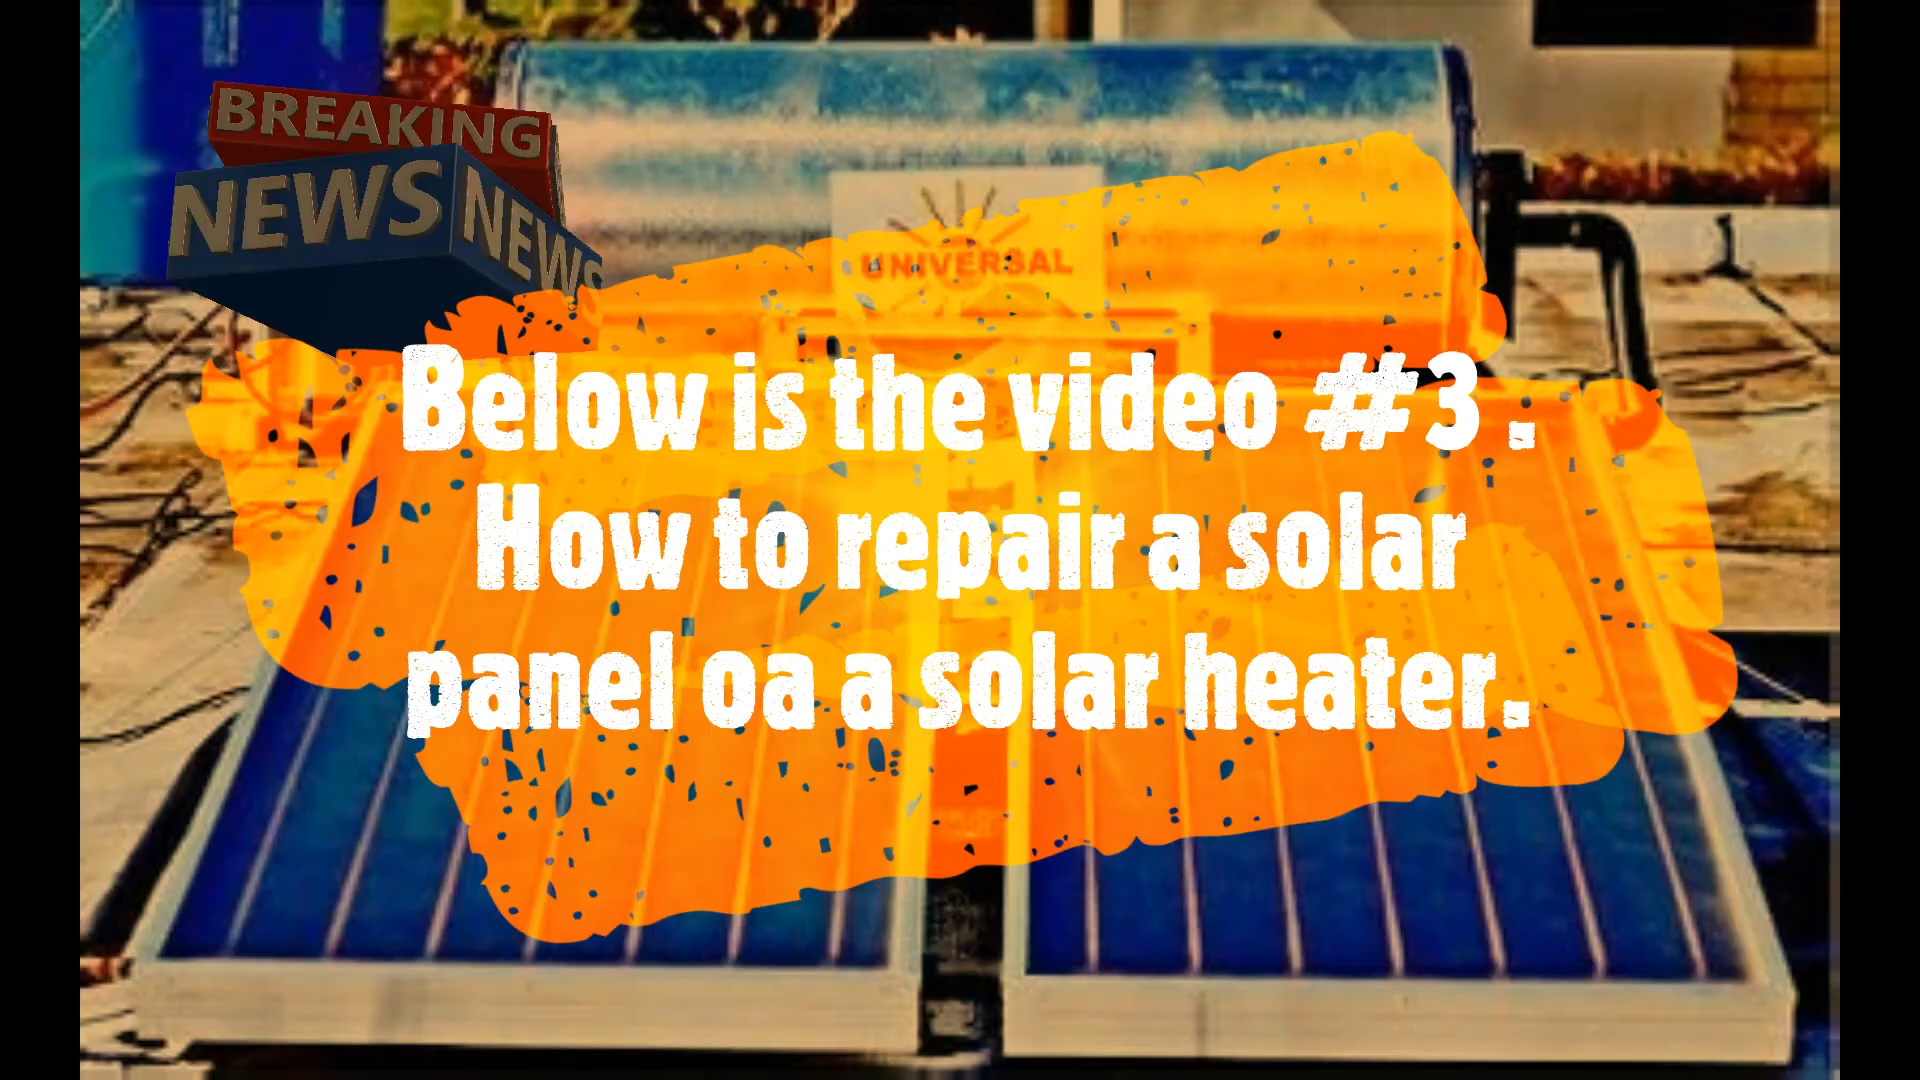 BREAKING
NEWS NEWS
UNIVERSAL
Below is the video #3 .
How to repair a solar
panel oa a solar heater.